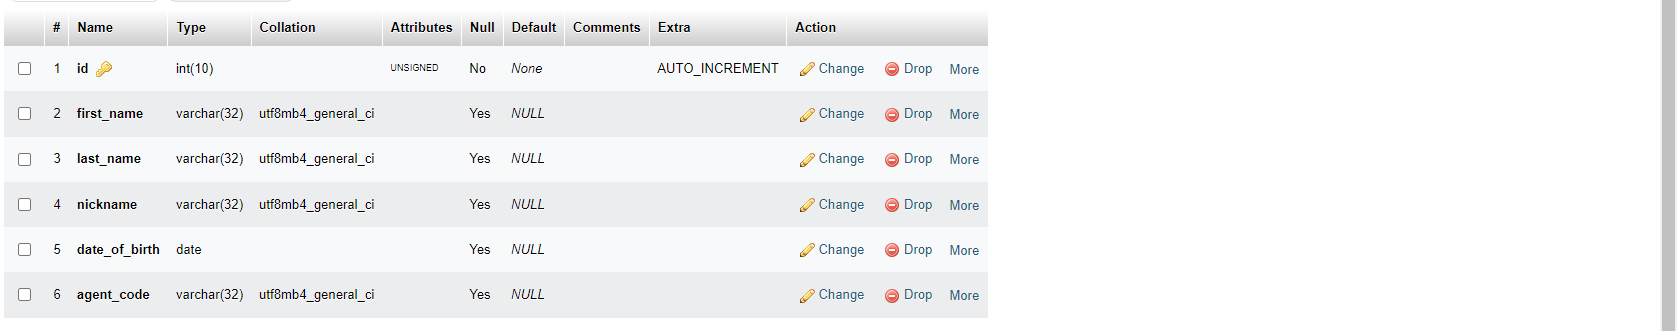 # Name Type Collation Attributes Null Default Comments Extra Action
1 id int(10) UNSIGNED No None AUTO_INCREMENT Change Drop More
2 first_name varchar(32) utf8mb4_general_ci Yes NULL Change Drop More
3 last_name varchar(32) utf8mb4_general_ci Yes NULL Change Drop More
4 nickname varchar(32) utf8mb4_general_ci Yes NULL Change Drop More
5 date_of_birth date Yes NULL Change Drop More
6 agent_code varchar(32) utf8mb4_general_ci Yes NULL Change Drop More